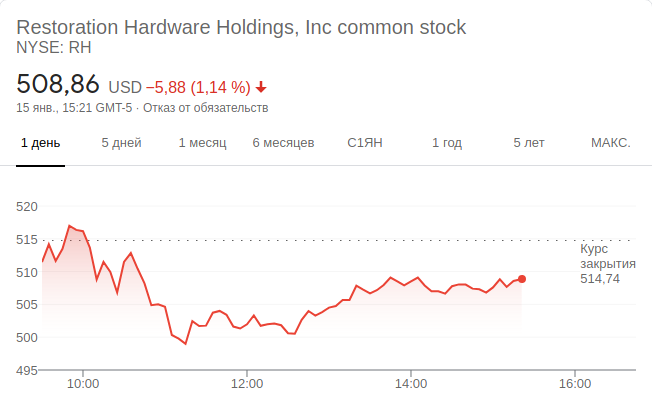 Restoration Hardware Holdings, Inc common stock
NYSE: RH
508,86 USD −5,88 (1,14 %)
15 янв., 15:21 GMT-5 · Отказ от обязательств
1 день 5 дней 1 месяц 6 месяцев С1ЯН 1 год 5 лет МАКС.
520
515
Курс
закрытия
514,74
510
505
500
495
10:00 12:00 14:00 16:00